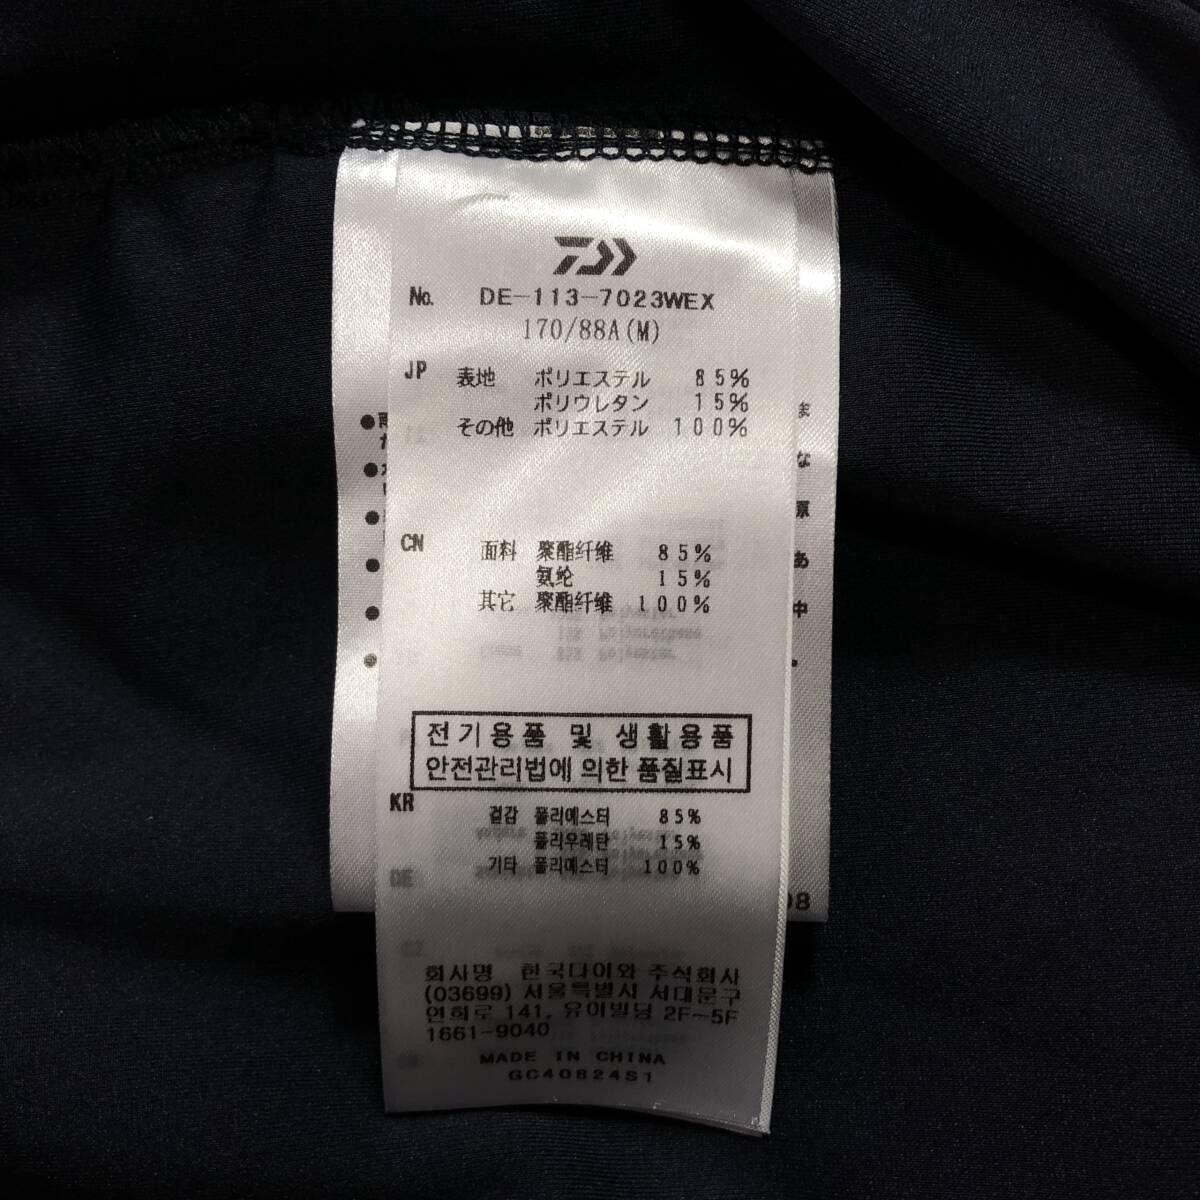 No. DE-113-7023WEX
170/88A(M)
JP 表地 ポリエステル 85%
ポリウレタン 15%
その他 ポリエステル 100%
CN 面料 聚酯纤维 85%
氨纶 15%
其它 聚酯纤维 100%
전기용품 및 생활용품
안전관리법에 의한 품질표시
KR 겉감 폴리에스터 85%
폴리우레탄 15%
기타 폴리에스터 100%
회사명 한국다이와 주식회사
(03699) 서울특별시 서대문구
연희로 141, 유이빌딩 2F~5F
1661-9040
MADE IN CHINA
GC40824S1